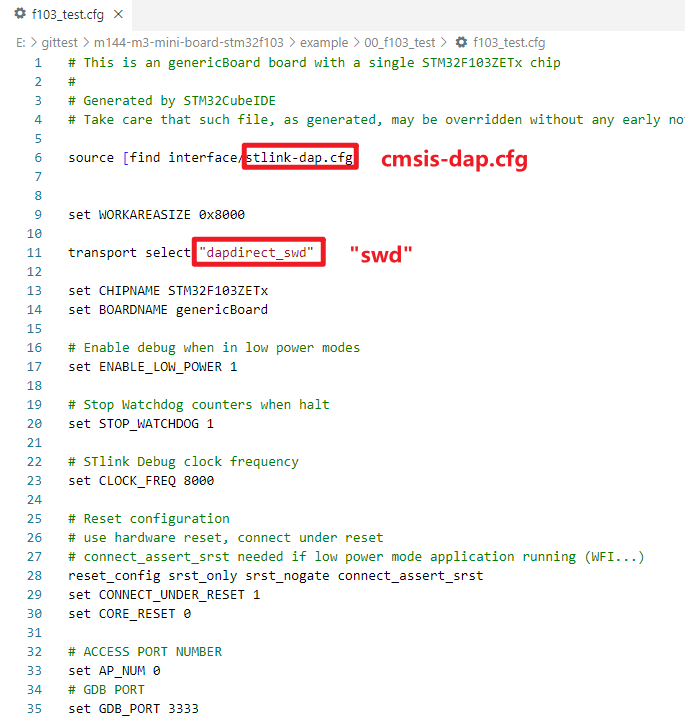 f103_test.cfg ×
E: > gittest > m144-m3-mini-board-stm32f103 > example > 00_f103_test > f103_test.cfg
1 # This is an genericBoard board with a single STM32F103ZETx chip
2 #
3 # Generated by STM32CubeIDE
4 # Take care that such file, as generated, may be overridden without any early no
5
6 source [find interface/stlink-dap.cfg cmsis-dap.cfg
7
8
9 set WORKAREASIZE 0x8000
10
11 transport select "dapdirect_swd" "swd"
12
13 set CHIPNAME STM32F103ZETx
14 set BOARDNAME genericBoard
15
16 # Enable debug when in low power modes
17 set ENABLE_LOW_POWER 1
18
19 # Stop Watchdog counters when halt
20 set STOP_WATCHDOG 1
21
22 # STlink Debug clock frequency
23 set CLOCK_FREQ 8000
24
25 # Reset configuration
26 # use hardware reset, connect under reset
27 # connect_assert_srst needed if low power mode application running (WFI...)
28 reset_config srst_only srst_nogate connect_assert_srst
29 set CONNECT_UNDER_RESET 1
30 set CORE_RESET 0
31
32 # ACCESS PORT NUMBER
33 set AP_NUM 0
34 # GDB PORT
35 set GDB_PORT 3333